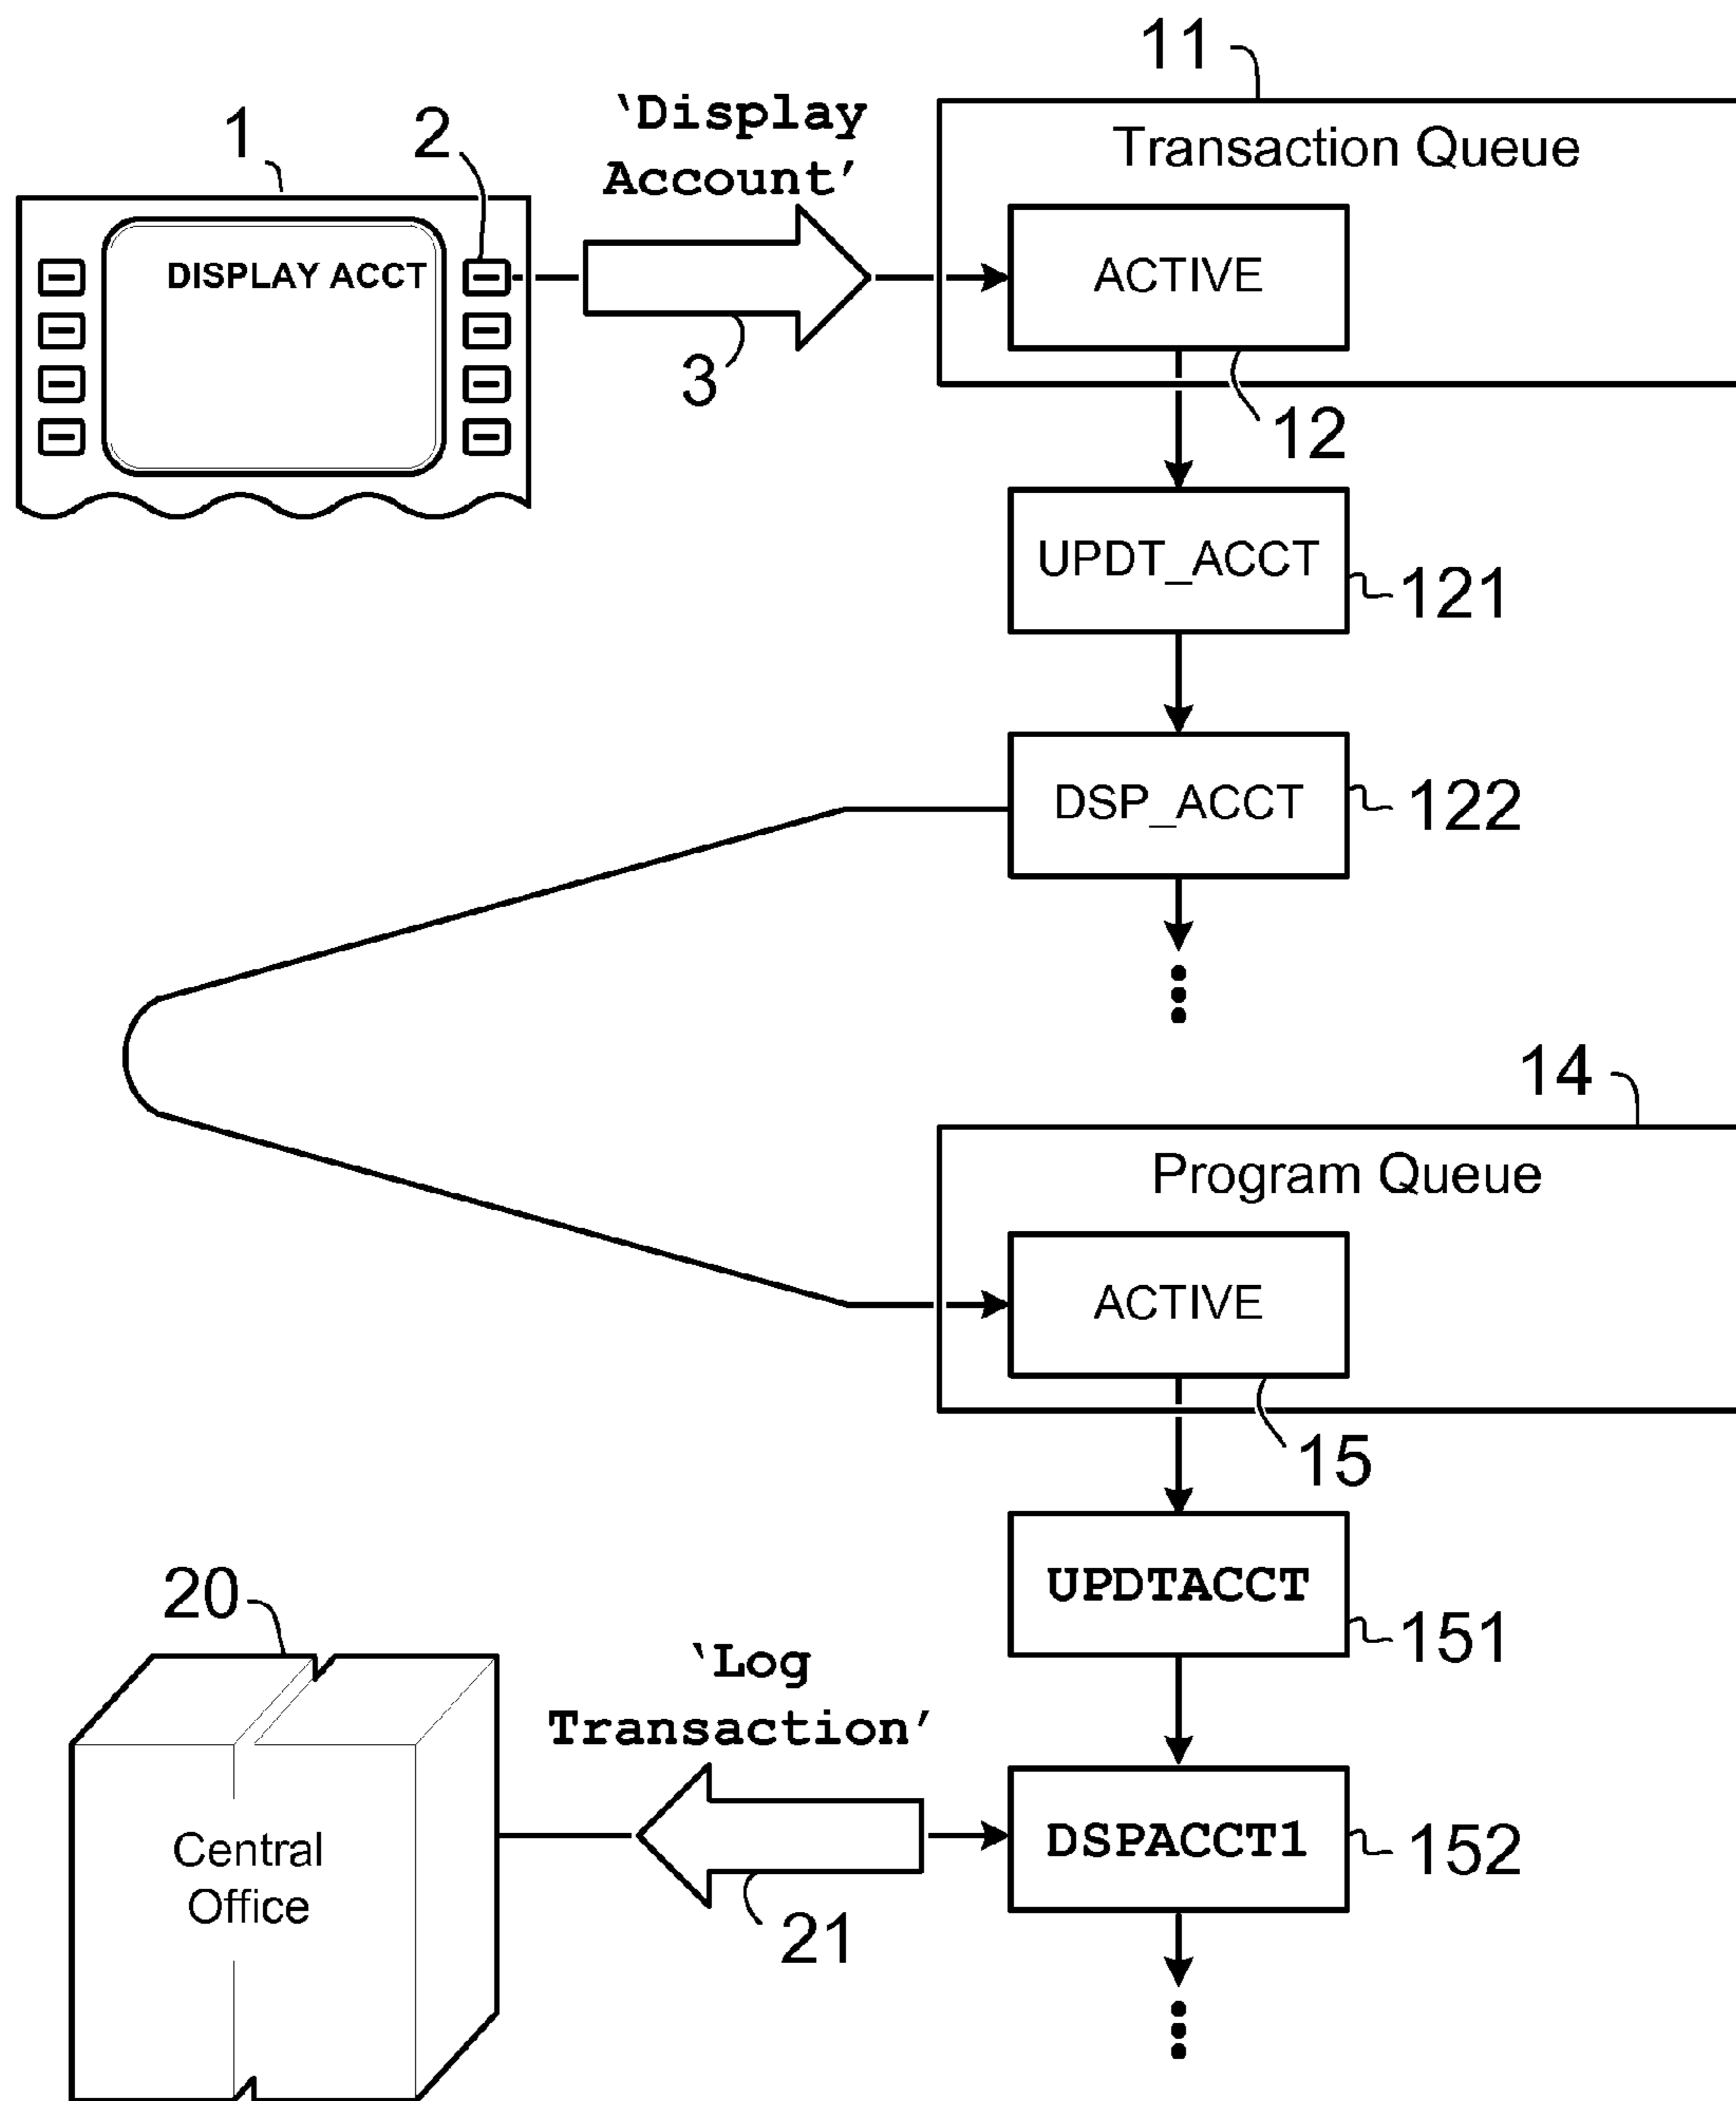 11
1
2
‵Display
Account′
Transaction Queue
DISPLAY ACCT
ACTIVE
3
12
UPDT_ACCT
121
DSP_ACCT
122
14
Program Queue
ACTIVE
15
UPDTACCT
151
20
‵Log
Transaction′
DSPACCT1
152
Central
Office
21